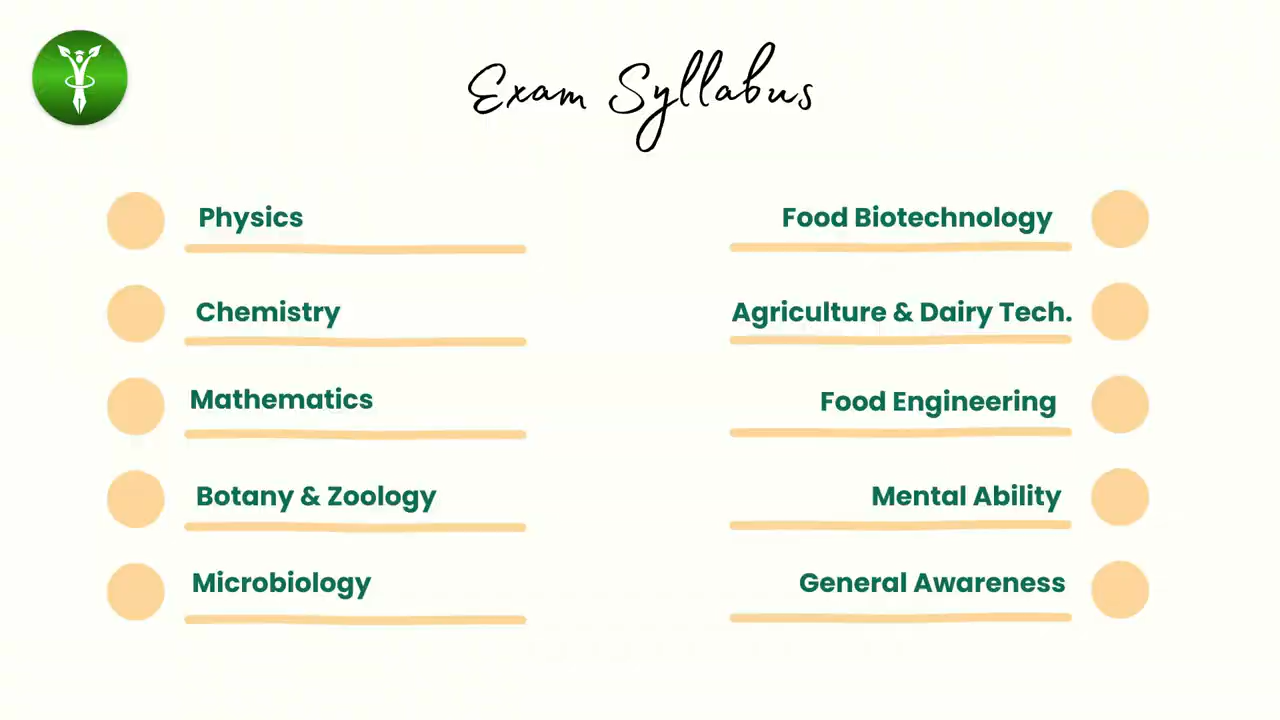 Exam Syllabus
Physics
Chemistry
Mathematics
Botany & Zoology
Microbiology
Food Biotechnology
Agriculture & Dairy Tech.
Food Engineering
Mental Ability
General Awareness